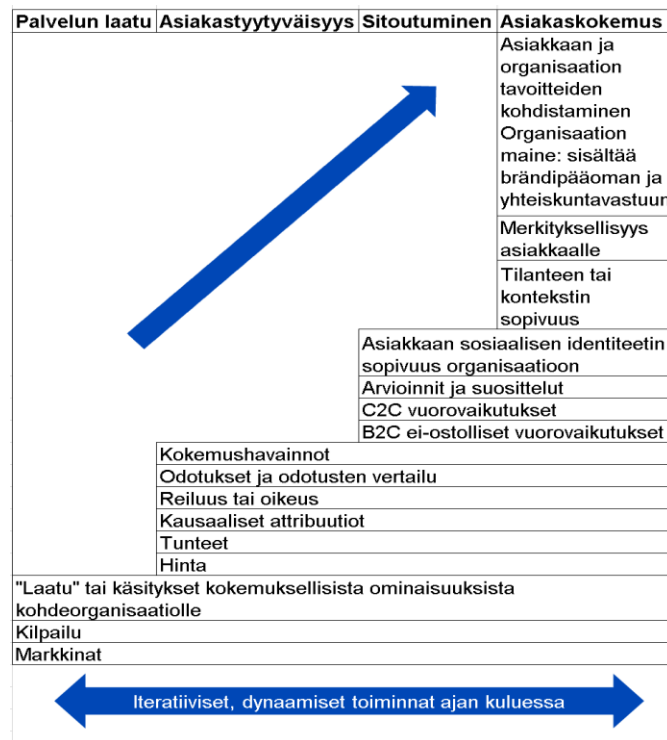 Palvelun laatu Asiakastyytyväisyys Sitoutuminen Asiakaskokemus
Asiakkaan ja
organisaation
tavoitteiden
kohdistaminen
Organisaation
maine: sisältää
brändipääoman ja
yhteiskuntavastuun
Merkityksellisyys
asiakkaalle
Tilanteen tai
kontekstin
sopivuus
Asiakkaan sosiaalisen identiteetin
sopivuus organisaatioon
Arvioinnit ja suosittelut
C2C vuorovaikutukset
B2C ei-ostolliset vuorovaikutukset
Kokemushavainnot
Odotukset ja odotusten vertailu
Reiluus tai oikeus
Kausaaliset attribuutiot
Tunteet
Hinta
"Laatu" tai käsitykset kokemuksellisista ominaisuuksista
kohdeorganisaatiolle
Kilpailu
Markkinat
Iteratiiviset, dynaamiset toiminnat ajan kuluessa